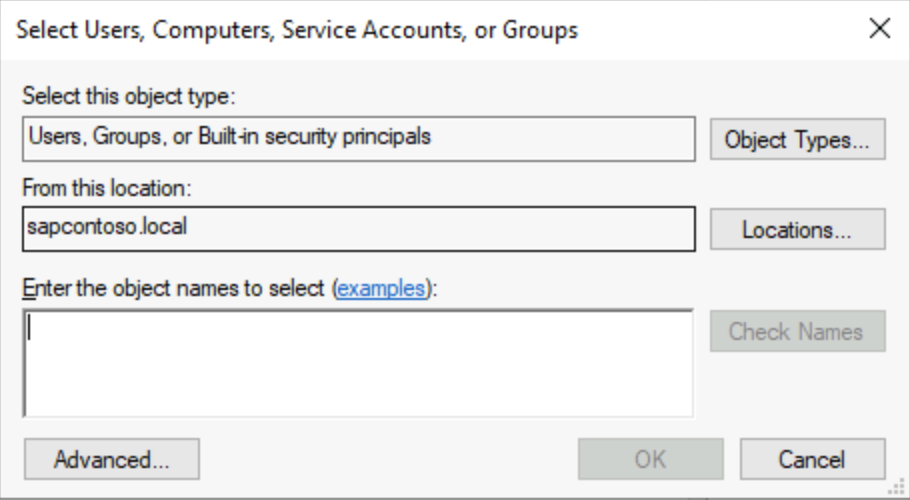 Select Users, Computers, Service Accounts, or Groups
Select this object type:
Users, Groups, or Built-in security principals
Object Types...
From this location:
sapcontoso.local
Locations...
Enter the object names to select (examples):
Check Names
Advanced...
OK
Cancel